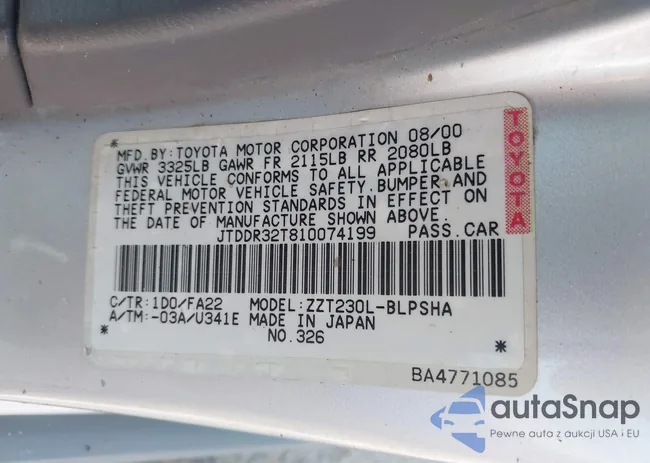 MFD.BY:TOYOTA MOTOR CORPORATION 08/00
GVWR 3325LB GAWR FR 2115LB RR 2080LB
THIS VEHICLE CONFORMS TO ALL APPLICABLE
FEDERAL MOTOR VEHICLE SAFETY,BUMPER,AND
THEFT PREVENTION STANDARDS IN EFFECT ON
THE DATE OF MANUFACTURE SHOWN ABOVE.
JTDDR32T810074199 PASS.CAR
TOYOTA
C/TR:1D0/FA22 MODEL:ZZT230L-BLPSHA
A/TM:-03A/U341E MADE IN JAPAN
* NO.326 *
BA4771085
autaSnap
Pewne auta z aukcji USA i EU